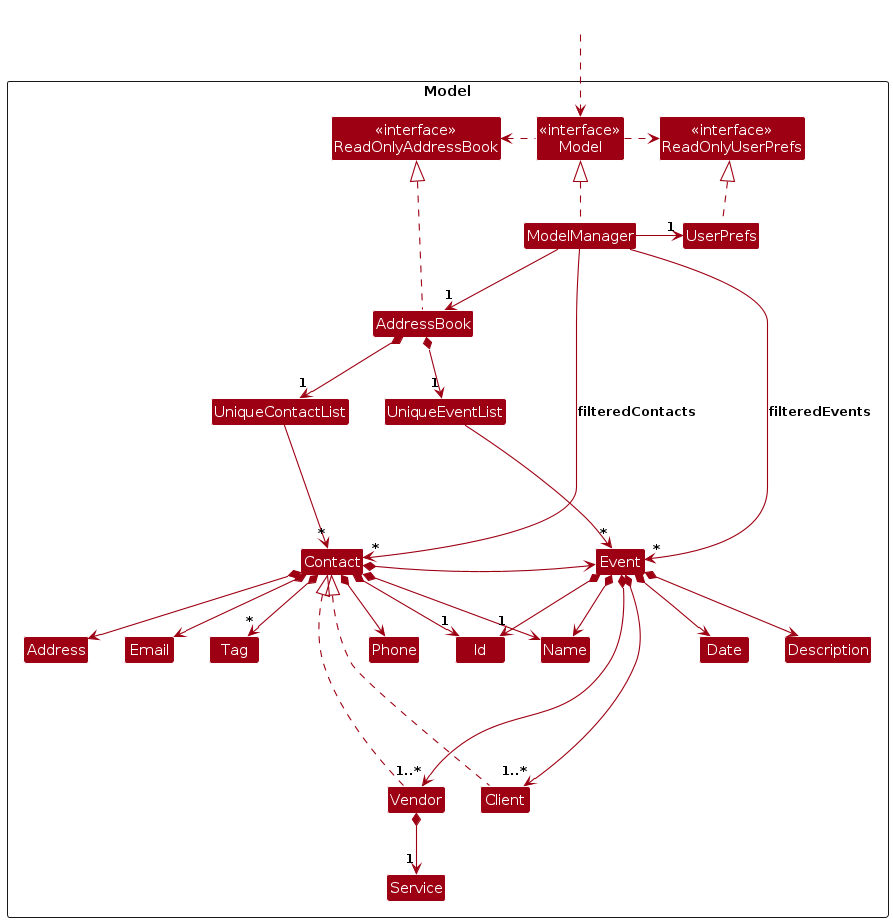 Model
«interface»
ReadOnlyAddressBook
«interface»
Model
«interface»
ReadOnlyUserPrefs
ModelManager
1
UserPrefs
1
AddressBook
1
1
UniqueContactList
UniqueEventList
filteredContacts
filteredEvents
*
*
*
*
Contact
Event
*
1
1
Address
Email
Tag
Phone
Id
Name
Date
Description
1..*
1..*
Vendor
Client
1
Service